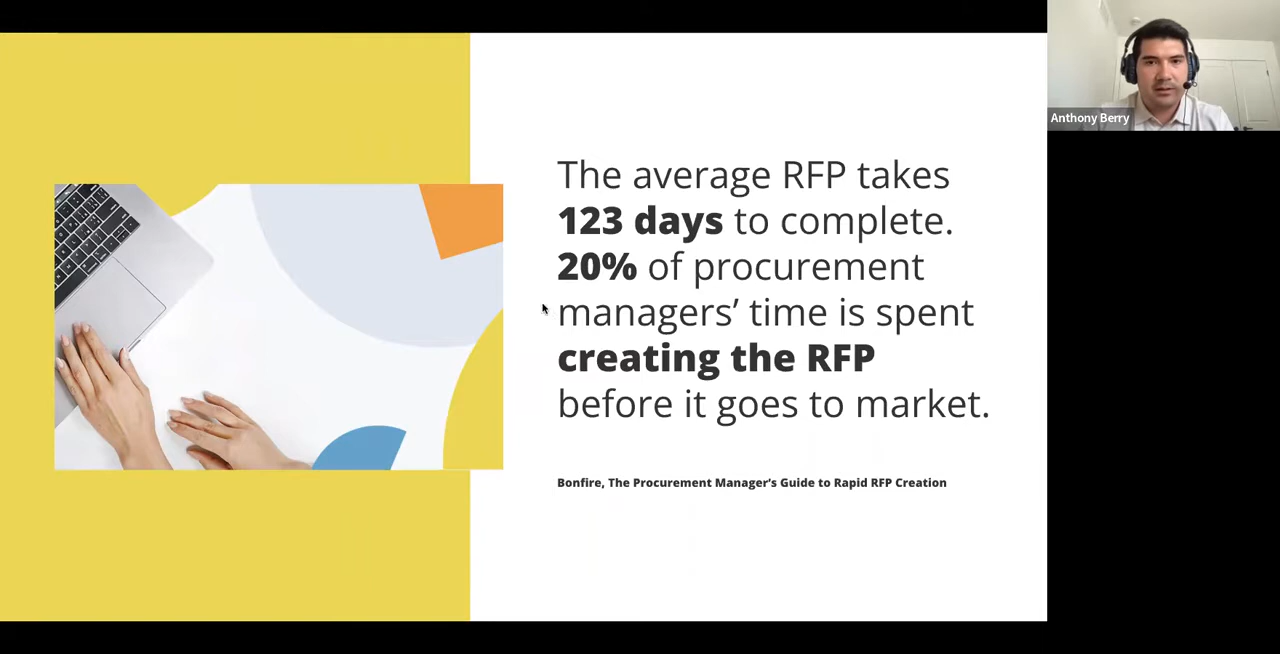 The average RFP takes
123 days to complete.
20% of procurement
managers’ time is spent
creating the RFP
before it goes to market.
Bonfire, The Procurement Manager’s Guide to Rapid RFP Creation
Anthony Berry